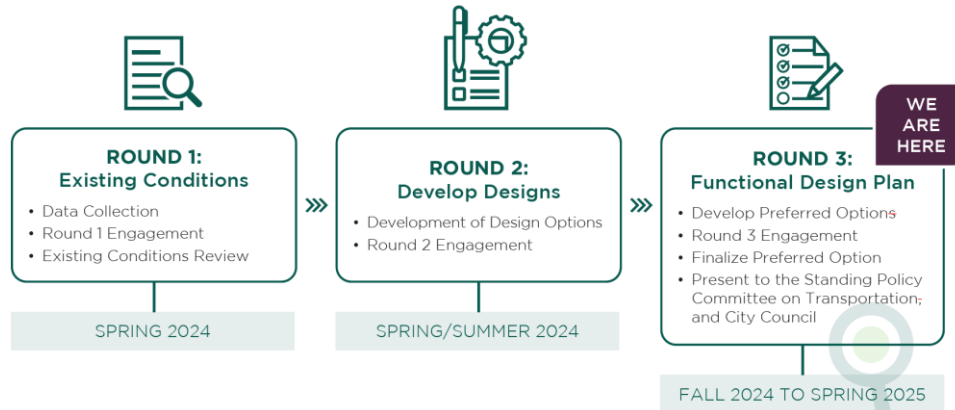 WE
ARE
HERE
ROUND 1:
Existing Conditions
• Data Collection
• Round 1 Engagement
• Existing Conditions Review
SPRING 2024
ROUND 2:
Develop Designs
• Development of Design Options
• Round 2 Engagement
SPRING/SUMMER 2024
ROUND 3:
Functional Design Plan
• Develop Preferred Options
• Round 3 Engagement
• Finalize Preferred Option
• Present to the Standing Policy
Committee on Transportation,
and City Council
FALL 2024 TO SPRING 2025